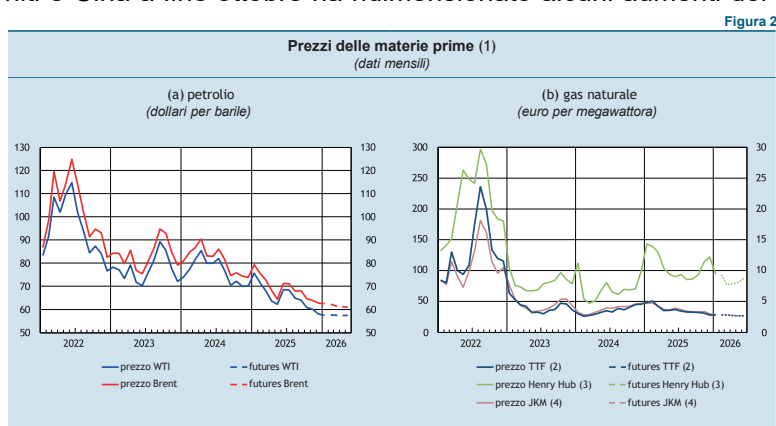 Figura 2
Prezzi delle materie prime (1)
(dati mensili)
(a) petrolio
(dollari per barile)
130
120
110
100
90
80
70
60
50
130
120
110
100
90
80
70
60
50
2022
2023
2024
2025
2026
prezzo WTI
futures WTI
prezzo Brent
futures Brent
(b) gas naturale
(euro per megawattora)
300
250
200
150
100
50
0
30
25
20
15
10
5
0
2022
2023
2024
2025
2026
prezzo TTF (2)
futures TTF (2)
prezzo Henry Hub (3)
futures Henry Hub (3)
prezzo JKM (4)
futures JKM (4)